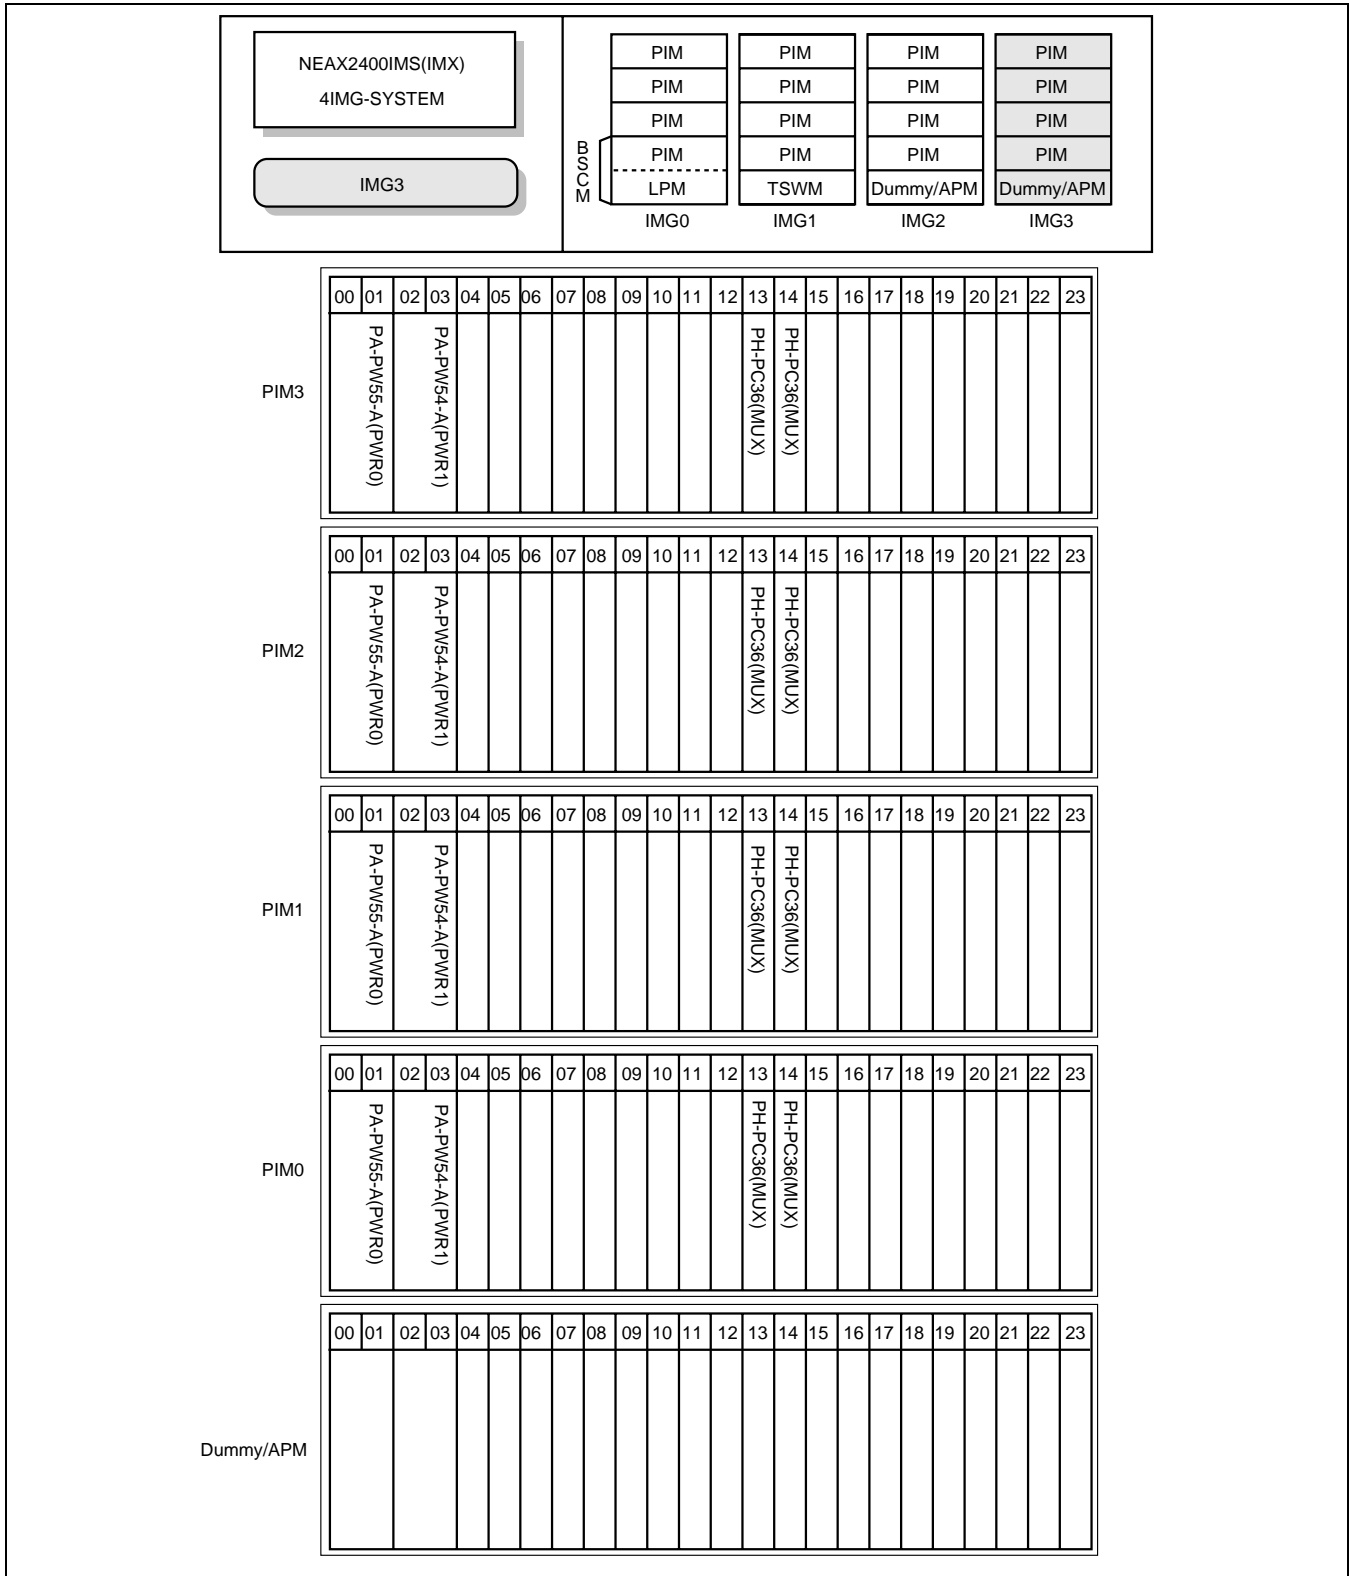 NEAX2400IMS(IMX)
4IMG-SYSTEM
IMG3
PIM PIM PIM PIM
PIM PIM PIM PIM
PIM PIM PIM PIM
BSCM
PIM PIM PIM PIM
LPM TSWM Dummy/APM Dummy/APM
IMG0 IMG1 IMG2 IMG3
00 01 02 03 04 05 06 07 08 09 10 11 12 13 14 15 16 17 18 19 20 21 22 23
PIM3
PA-PW55-A(PWR0)
PA-PW54-A(PWR1)
PH-PC36(MUX)
PH-PC36(MUX)
00 01 02 03 04 05 06 07 08 09 10 11 12 13 14 15 16 17 18 19 20 21 22 23
PIM2
PA-PW55-A(PWR0)
PA-PW54-A(PWR1)
PH-PC36(MUX)
PH-PC36(MUX)
00 01 02 03 04 05 06 07 08 09 10 11 12 13 14 15 16 17 18 19 20 21 22 23
PIM1
PA-PW55-A(PWR0)
PA-PW54-A(PWR1)
PH-PC36(MUX)
PH-PC36(MUX)
00 01 02 03 04 05 06 07 08 09 10 11 12 13 14 15 16 17 18 19 20 21 22 23
PIM0
PA-PW55-A(PWR0)
PA-PW54-A(PWR1)
PH-PC36(MUX)
PH-PC36(MUX)
00 01 02 03 04 05 06 07 08 09 10 11 12 13 14 15 16 17 18 19 20 21 22 23
Dummy/APM